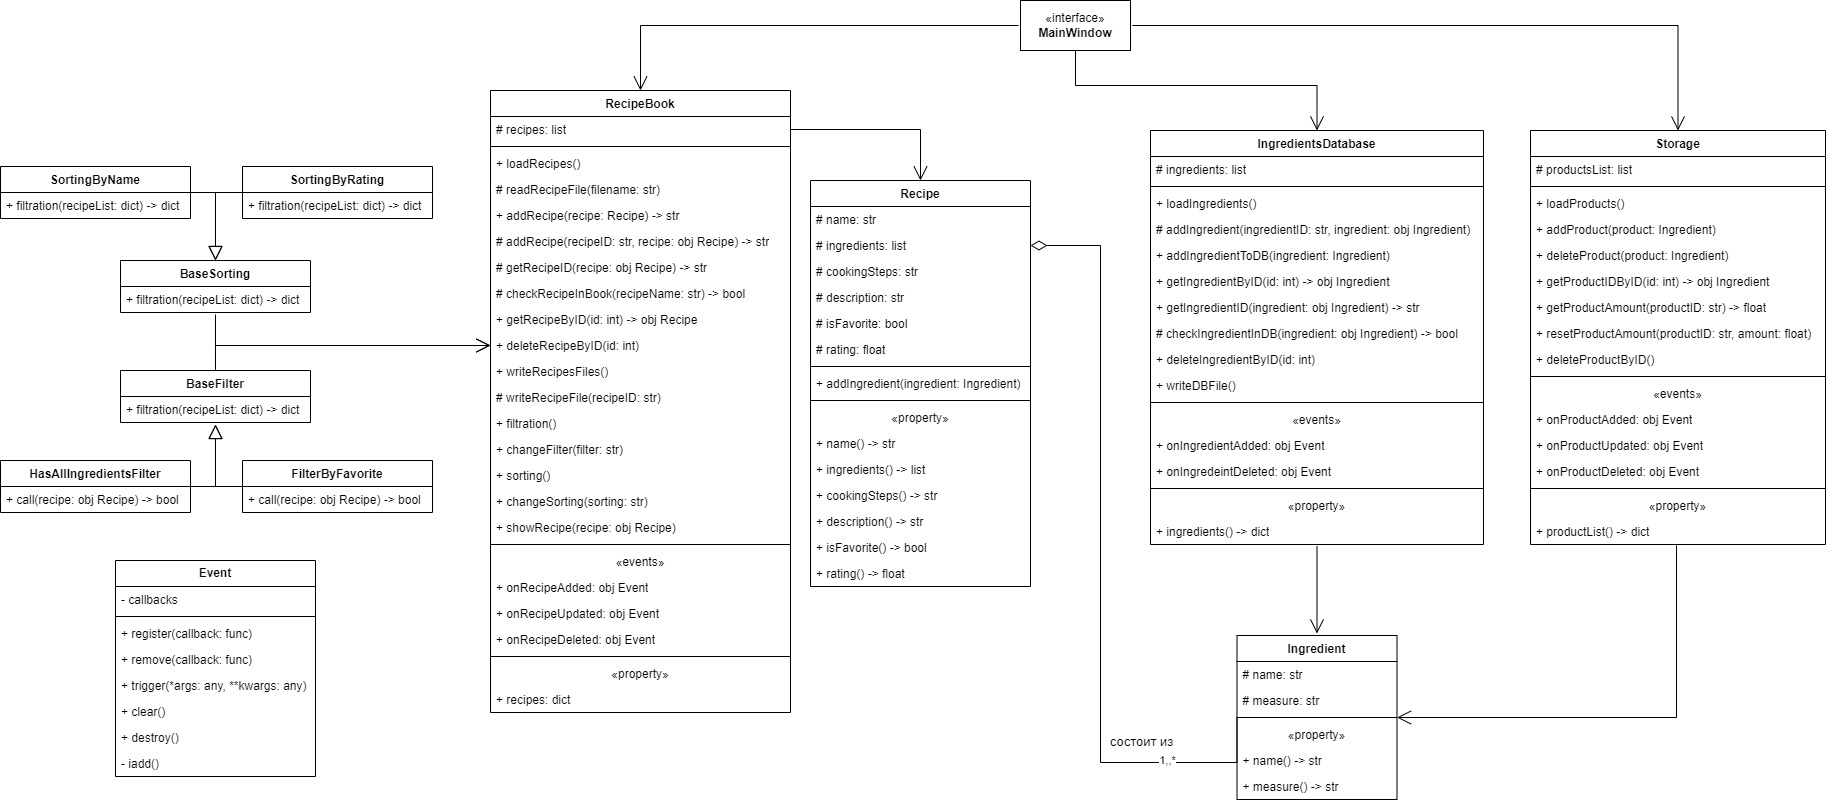 «interface»
MainWindow
RecipeBook
# recipes: list
+ loadRecipes()
# readRecipeFile(filename: str)
+ addRecipe(recipe: Recipe) -> str
# addRecipe(recipeID: str, recipe: obj Recipe) -> str
# getRecipeID(recipe: obj Recipe) -> str
# checkRecipeInBook(recipeName: str) -> bool
+ getRecipeByID(id: int) -> obj Recipe
+ deleteRecipeByID(id: int)
+ writeRecipesFiles()
# writeRecipeFile(recipeID: str)
+ filtration()
+ changeFilter(filter: str)
+ sorting()
+ changeSorting(sorting: str)
+ showRecipe(recipe: obj Recipe)
«events»
+ onRecipeAdded: obj Event
+ onRecipeUpdated: obj Event
+ onRecipeDeleted: obj Event
«property»
+ recipes: dict
SortingByName
+ filtration(recipeList: dict) -> dict
SortingByRating
+ filtration(recipeList: dict) -> dict
BaseSorting
+ filtration(recipeList: dict) -> dict
BaseFilter
+ filtration(recipeList: dict) -> dict
HasAllIngredientsFilter
+ call(recipe: obj Recipe) -> bool
FilterByFavorite
+ call(recipe: obj Recipe) -> bool
Event
- callbacks
+ register(callback: func)
+ remove(callback: func)
+ trigger(*args: any, **kwargs: any)
+ clear()
+ destroy()
- iadd()
Recipe
# name: str
# ingredients: list
# cookingSteps: str
# description: str
# isFavorite: bool
# rating: float
+ addIngredient(ingredient: Ingredient)
«property»
+ name() -> str
+ ingredients() -> list
+ cookingSteps() -> str
+ description() -> str
+ isFavorite() -> bool
+ rating() -> float
IngredientsDatabase
# ingredients: list
+ loadIngredients()
# addIngredient(ingredientID: str, ingredient: obj Ingredient)
+ addIngredientToDB(ingredient: Ingredient)
+ getIngredientByID(id: int) -> obj Ingredient
+ getIngredientID(ingredient: obj Ingredient) -> str
# checkIngredientInDB(ingredient: obj Ingredient) -> bool
+ deleteIngredientByID(id: int)
+ writeDBFile()
«events»
+ onIngredientAdded: obj Event
+ onIngredeintDeleted: obj Event
«property»
+ ingredients() -> dict
Storage
# productsList: list
+ loadProducts()
+ addProduct(product: Ingredient)
+ deleteProduct(product: Ingredient)
+ getProductIDByID(id: int) -> obj Ingredient
+ getProductAmount(productID: str) -> float
+ resetProductAmount(productID: str, amount: float)
+ deleteProductByID()
«events»
+ onProductAdded: obj Event
+ onProductUpdated: obj Event
+ onProductDeleted: obj Event
«property»
+ productList() -> dict
Ingredient
# name: str
# measure: str
«property»
+ name() -> str
+ measure() -> str
состоит из
1,,*